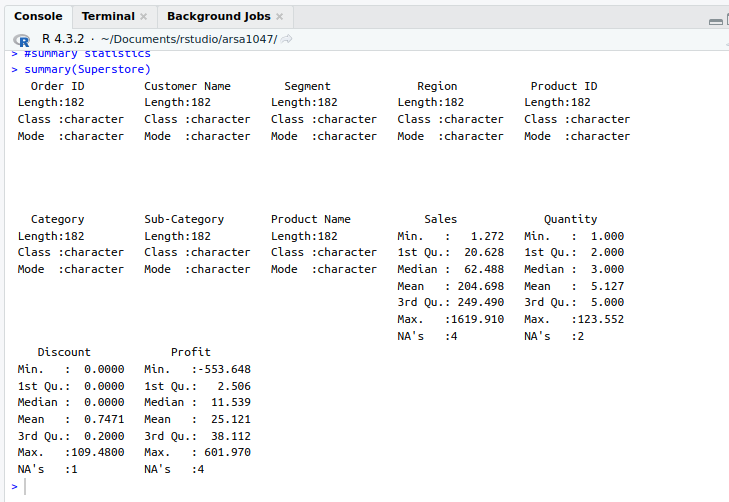 Console Terminal × Background Jobs ×
R R 4.3.2 · ~/Documents/rstudio/arsa1047/
> #summary statistics
> summary(Superstore)
Order ID Customer Name Segment Region Product ID
Length:182 Length:182 Length:182 Length:182 Length:182
Class :character Class :character Class :character Class :character Class :character
Mode :character Mode :character Mode :character Mode :character Mode :character
Category Sub-Category Product Name Sales Quantity
Length:182 Length:182 Length:182 Min. : 1.272 Min. : 1.000
Class :character Class :character Class :character 1st Qu.: 20.628 1st Qu.: 2.000
Mode :character Mode :character Mode :character Median : 62.488 Median : 3.000
Mean : 204.698 Mean : 5.127
3rd Qu.: 249.490 3rd Qu.: 5.000
Max. :1619.910 Max. :123.552
NA's :4 NA's :2
Discount Profit
Min. : 0.0000 Min. :-553.648
1st Qu.: 0.0000 1st Qu.: 2.506
Median : 0.0000 Median : 11.539
Mean : 0.7471 Mean : 25.121
3rd Qu.: 0.2000 3rd Qu.: 38.112
Max. :109.4800 Max. : 601.970
NA's :1 NA's :4
>